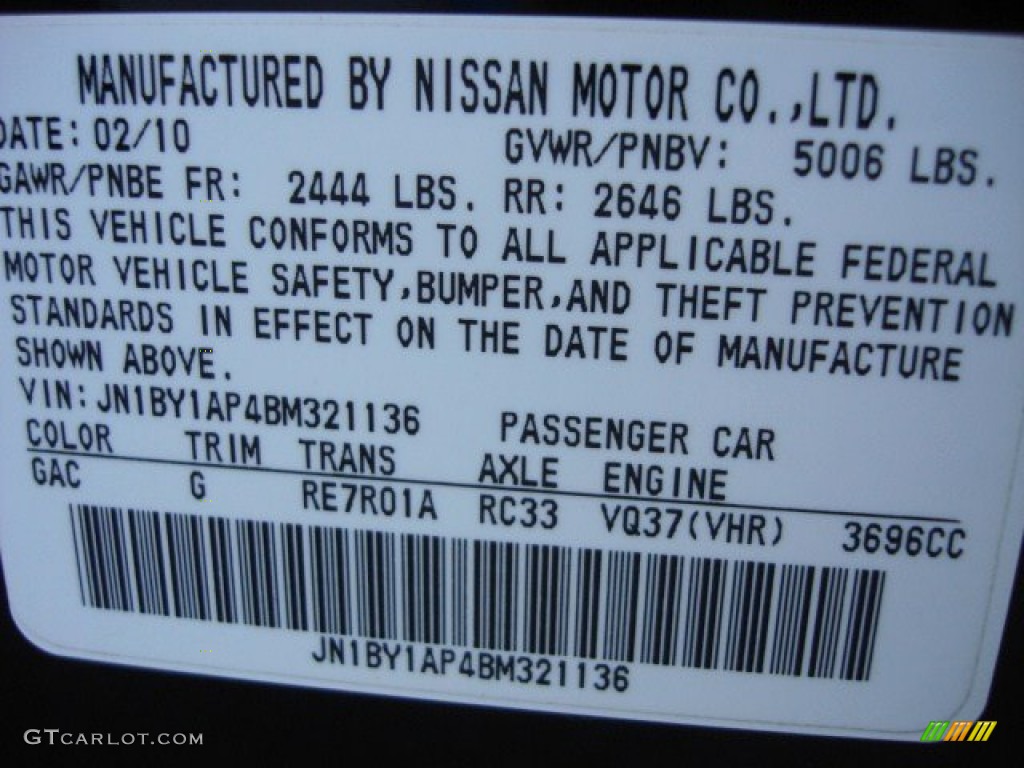 MANUFACTURED BY NISSAN MOTOR CO.,LTD.
DATE: 02/10 GVWR/PNBV: 5006 LBS.
GAWR/PNBE FR: 2444 LBS. RR: 2646 LBS.
THIS VEHICLE CONFORMS TO ALL APPLICABLE FEDERAL
MOTOR VEHICLE SAFETY,BUMPER,AND THEFT PREVENTION
STANDARDS IN EFFECT ON THE DATE OF MANUFACTURE
SHOWN ABOVE.
VIN:JN1BY1AP4BM321136 PASSENGER CAR
COLOR TRIM TRANS AXLE ENGINE
GAC G RE7R01A RC33 VQ37(VHR) 3696CC
JN1BY1AP4BM321136
GTCARLOT.COM